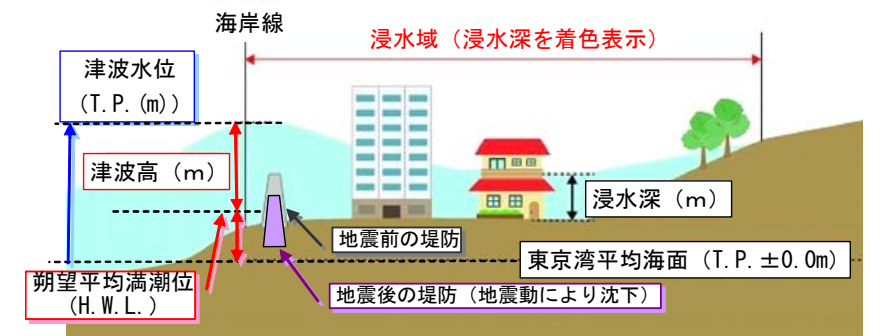 海岸線
浸水域（浸水深を着色表示）
津波水位
（T.P.(m)）
津波高（ｍ）
浸水深（ｍ）
地震前の堤防
東京湾平均海面（T.P.±0.0m）
朔望平均満潮位
（H.W.L.）
地震後の堤防（地震動により沈下）